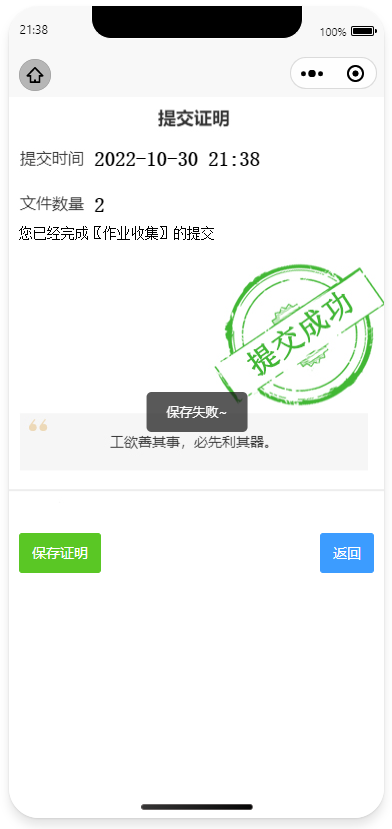 21:38
100%
提交证明
提交时间 2022-10-30 21:38
文件数量 2
您已经完成〖作业收集〗的提交
提交成功
保存失败~
工欲善其事，必先利其器。
保存证明
返回